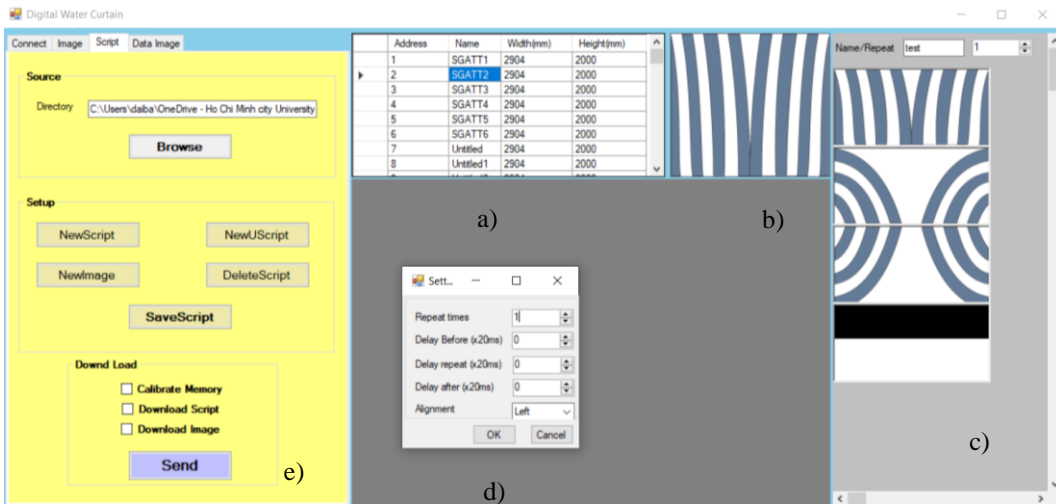 Digital Water Curtain
Connect Image Script Data Image
Source
Directory C:\Users\daiba\OneDrive - Ho Chi Minh city University
Browse
Setup
NewScript NewUScript
NewImage DeleteScript
SaveScript
Downd Load
Calibrate Memory
Download Script
Download Image
Send
e)
Address Name Width(mm) Height(mm)
1 SGATT1 2904 2000
2 SGATT2 2904 2000
3 SGATT3 2904 2000
4 SGATT4 2904 2000
5 SGATT5 2904 2000
6 SGATT6 2904 2000
7 Untitled 2904 2000
8 Untitled1 2904 2000
a)
b)
Sett...
Repeat times 1
Delay Before (x20ms) 0
Delay repeat (x20ms) 0
Delay after (x20ms) 0
Alignment Left
OK Cancel
d)
Name/Repeat test 1
c)